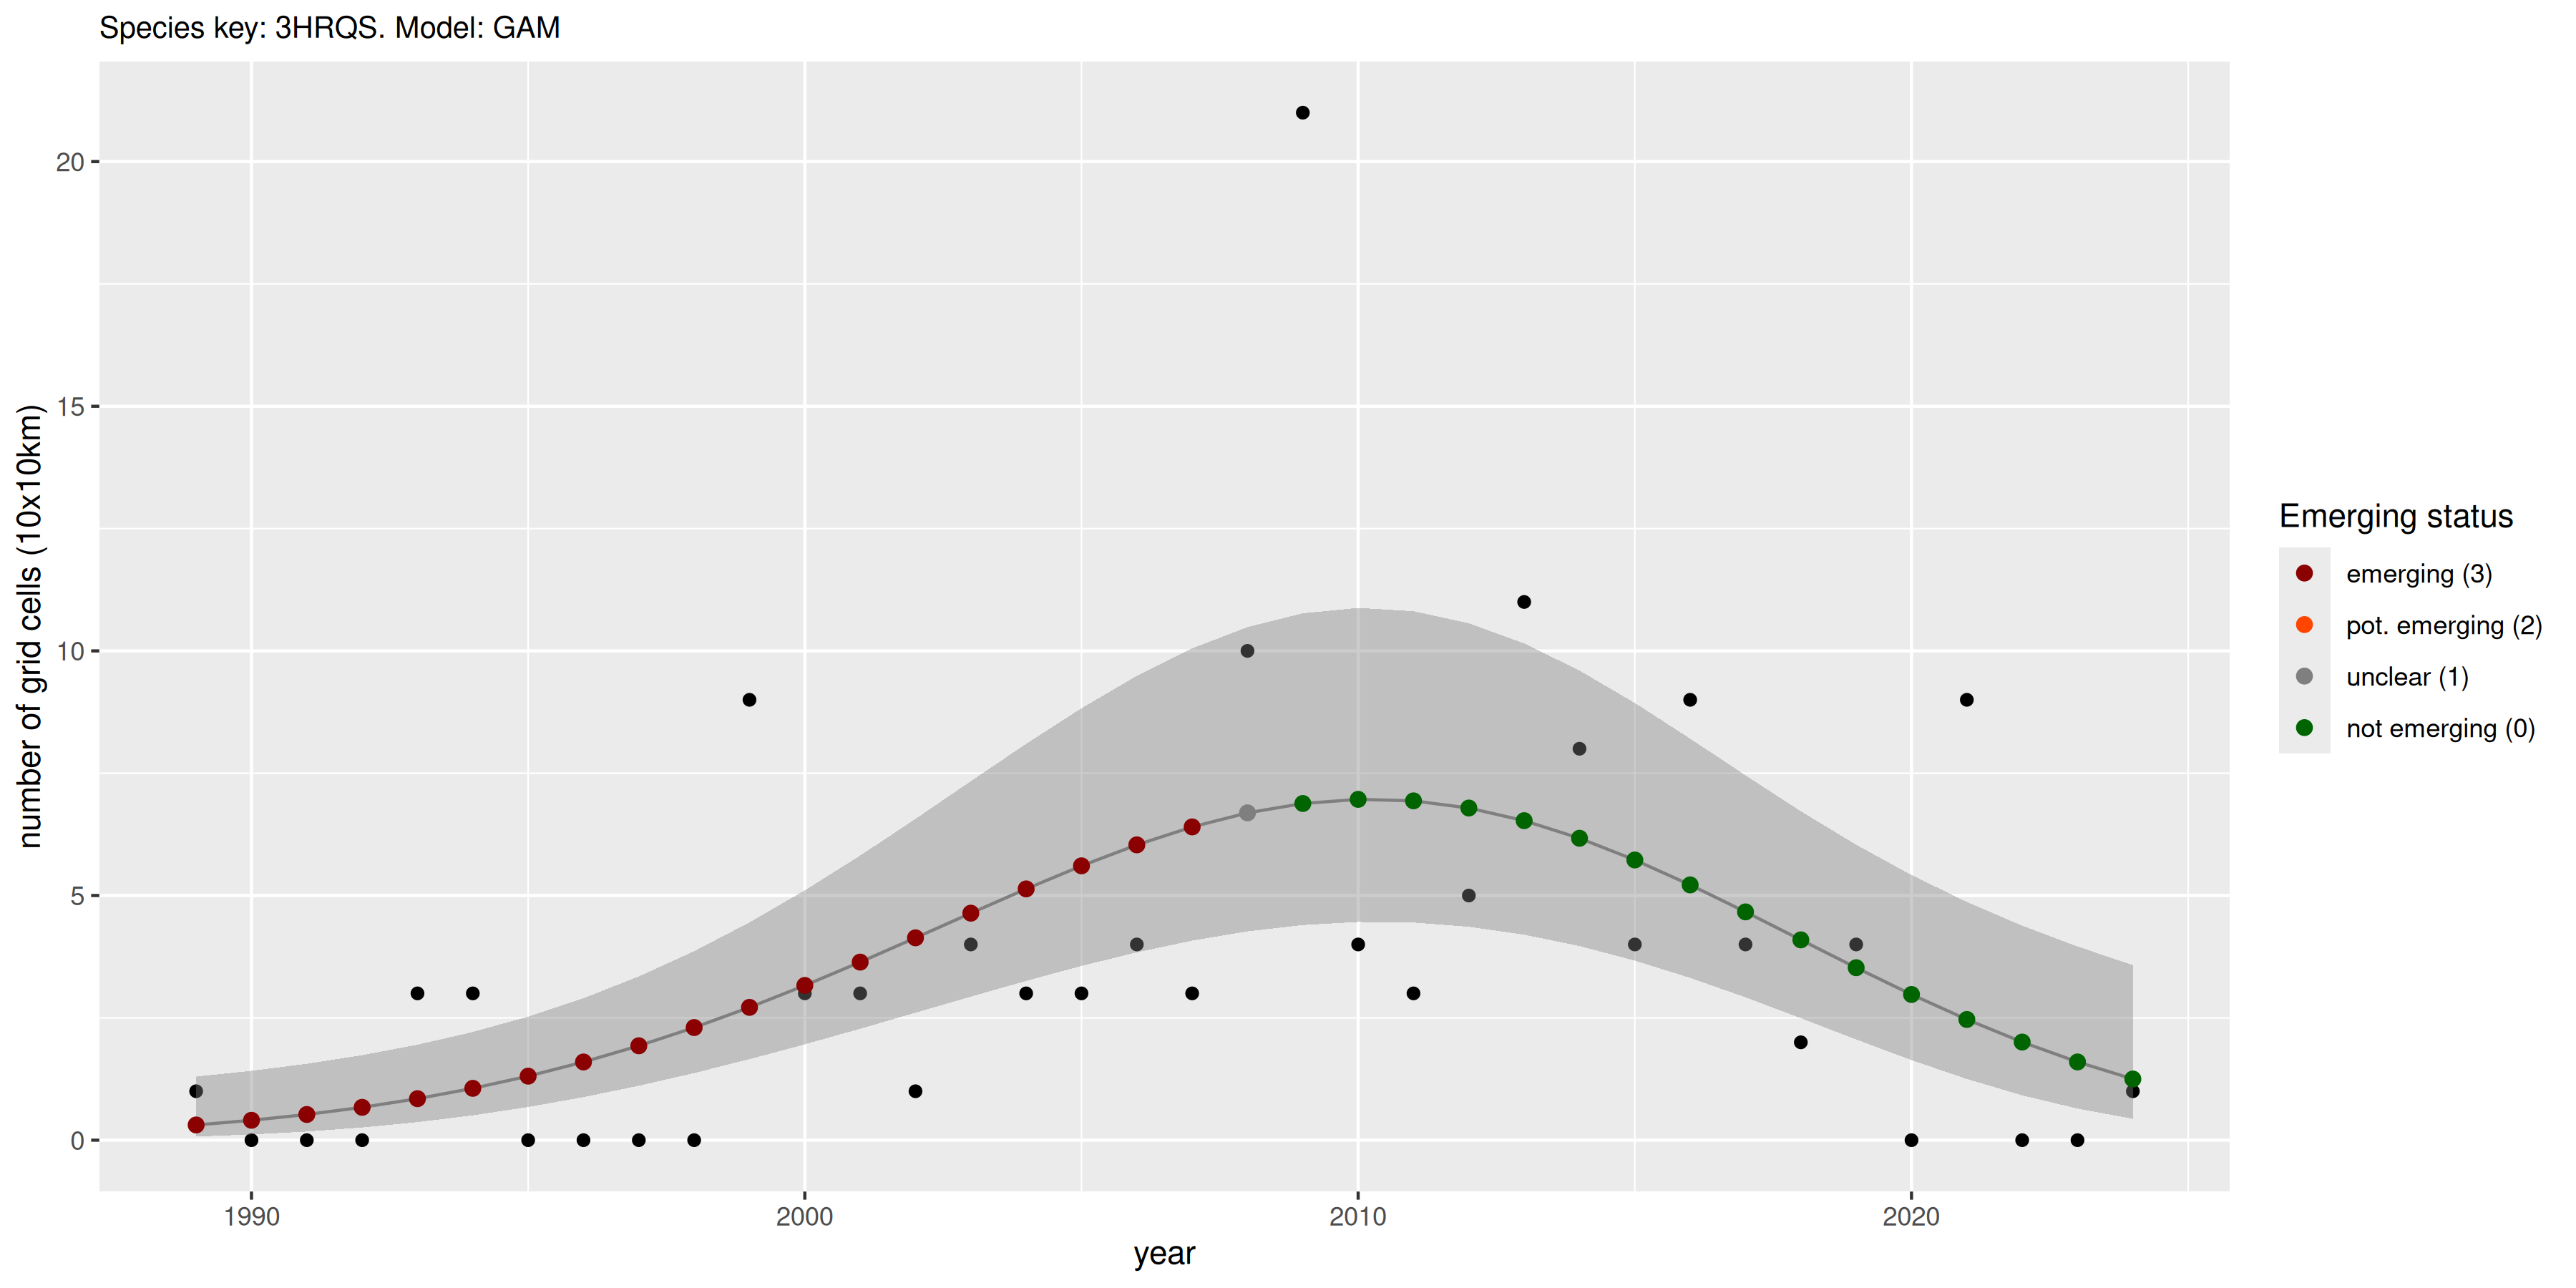 Species key: 3HRQS. Model: GAM
number of grid cells (10x10km)
20
15
10
5
0
1990
2000
2010
2020
year
Emerging status
emerging (3)
pot. emerging (2)
unclear (1)
not emerging (0)